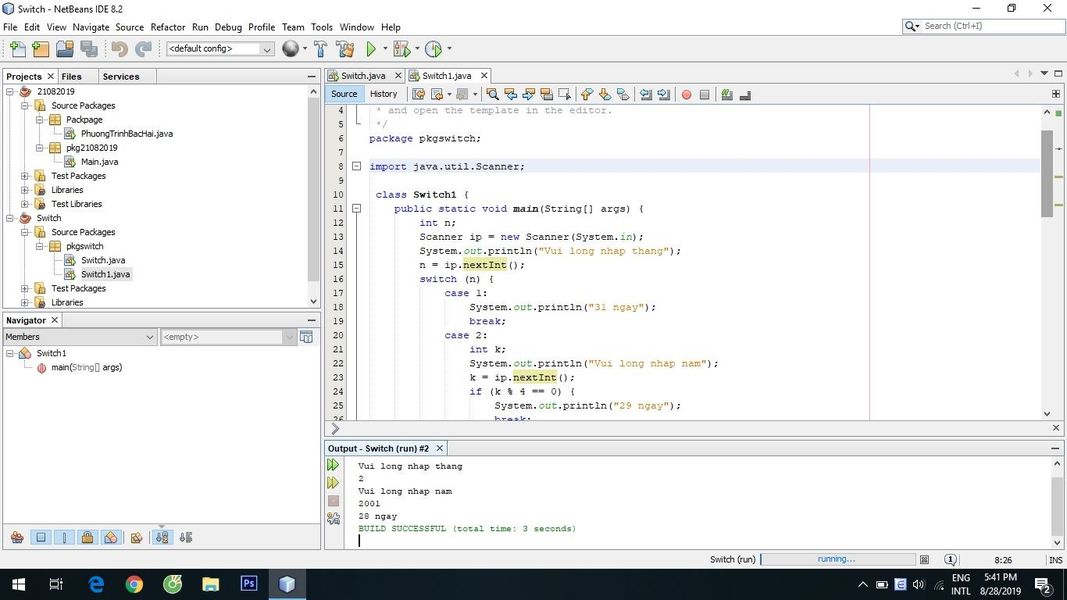 Switch - NetBeans IDE 8.2
File Edit View Navigate Source Refactor Run Debug Profile Team Tools Window Help
Search (Ctrl+I)
<default config>
Projects Files Services
21082019
Source Packages
Packpage
PhuongTrinhBacHai.java
pkg21082019
Main.java
Test Packages
Libraries
Test Libraries
Switch
Source Packages
pkgswitch
Switch.java
Switch1.java
Test Packages
Libraries
Navigator
Members
<empty>
Switch1
main(String[] args)
Switch.java Switch1.java
Source History
4 * and open the template in the editor.
5 */
6 package pkgswitch;
7
8 import java.util.Scanner;
9
10 class Switch1 {
11 public static void main(String[] args) {
12 int n;
13 Scanner ip = new Scanner(System.in);
14 System.out.println("Vui long nhap thang");
15 n = ip.nextInt();
16 switch (n) {
17 case 1:
18 System.out.println("31 ngay");
19 break;
20 case 2:
21 int k;
22 System.out.println("Vui long nhap nam");
23 k = ip.nextInt();
24 if (k % 4 == 0) {
25 System.out.println("29 ngay");
26 break;
Output - Switch (run) #2
Vui long nhap thang
2
Vui long nhap nam
2001
28 ngay
BUILD SUCCESSFUL (total time: 3 seconds)
Switch (run) running... 1 8:26 INS
Ps
ENG 5:41 PM
INTL 8/28/2019 2